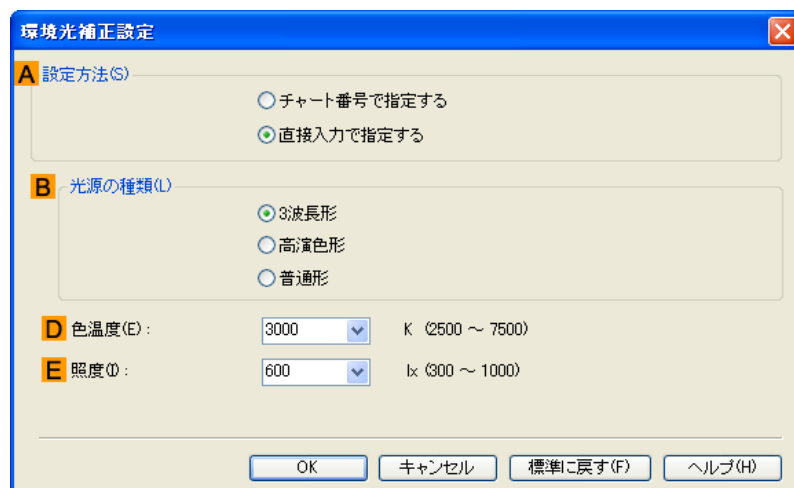 環境光補正設定
A 設定方法(S)
チャート番号で指定する
直接入力で指定する
B 光源の種類(L)
3波長形
高演色形
普通形
D 色温度(E) : 3000 K (2500 ~ 7500)
E 照度(I) : 600 lx (300 ~ 1000)
OK キャンセル 標準に戻す(F) ヘルプ(H)